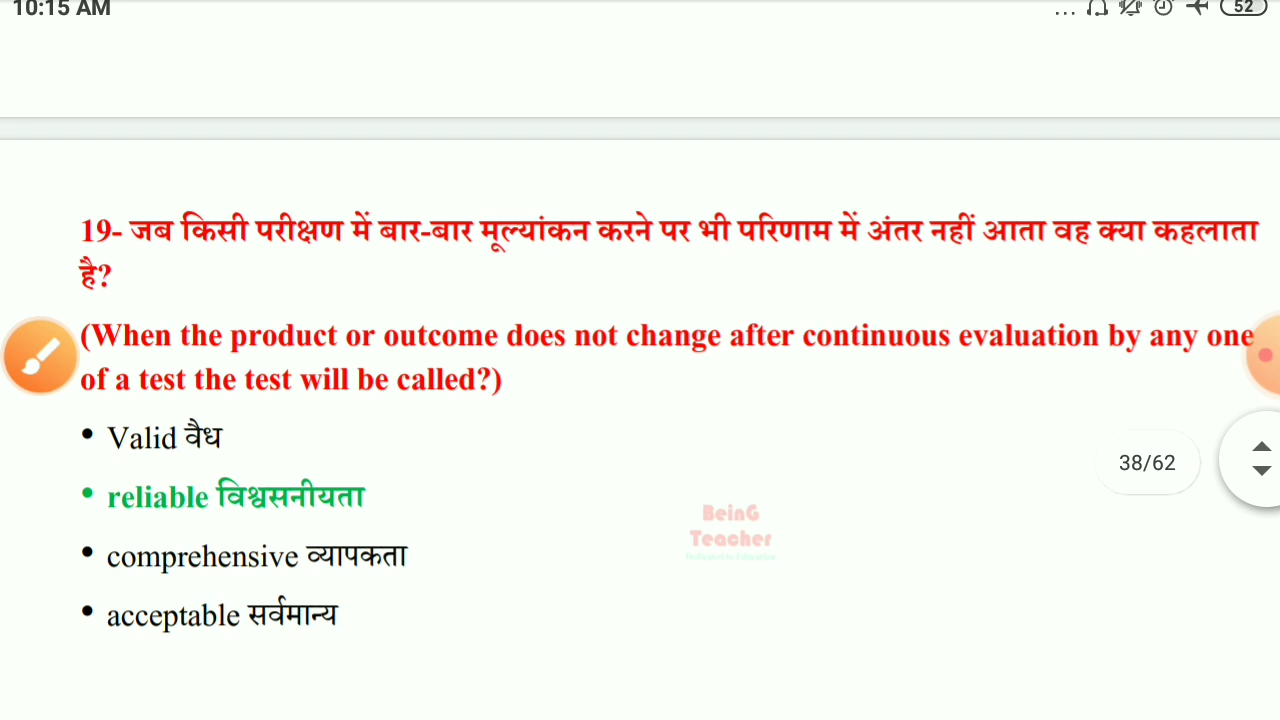 10:15 AM
... 52
19- जब किसी परीक्षण में बार-बार मूल्यांकन करने पर भी परिणाम में अंतर नहीं आता वह क्या कहलाता
है?
(When the product or outcome does not change after continuous evaluation by any one
of a test the test will be called?)
• Valid वैध
38/62
• reliable विश्वसनीयता
BeinG
Teacher
• comprehensive व्यापकता
• acceptable सर्वमान्य